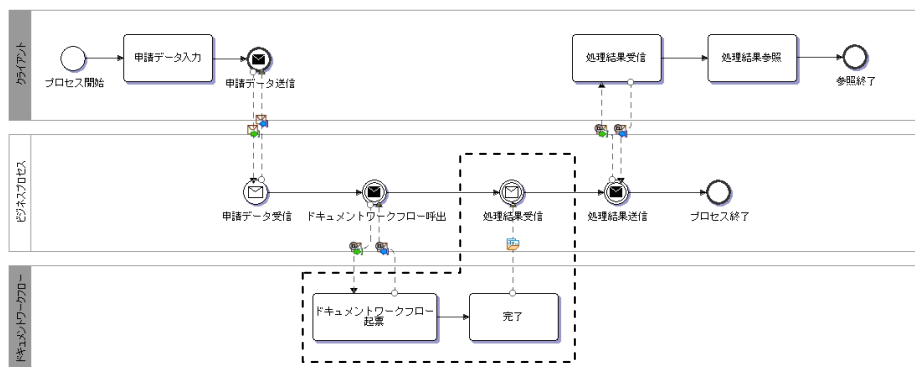 クライアント
プロセス開始
申請データ入力
申請データ送信
処理結果受信
処理結果参照
参照終了
ビジネスプロセス
申請データ受信
ドキュメントワークフロー呼出
処理結果受信
処理結果送信
プロセス終了
ドキュメントワークフロー
ドキュメントワークフロー
起票
完了